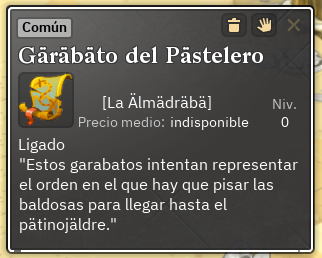 Común
Gäräbäto del Pästelero
[La Älmädräbä]
Niv.
Precio medio: indisponible
0
Ligado
"Estos garabatos intentan representar
el orden en el que hay que pisar las
baldosas para llegar hasta el
pätinojäldre."